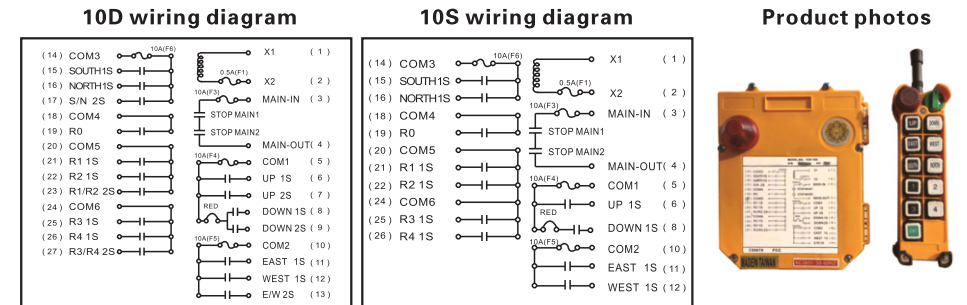 10D wiring diagram
10S wiring diagram
Product photos
(14) COM3
10A(F6)
(15) SOUTH1S
(16) NORTH1S
(17) S/N 2S
(18) COM4
(19) R0
(20) COM5
(21) R1 1S
(22) R2 1S
(23) R1/R2 2S
(24) COM6
(25) R3 1S
(26) R4 1S
(27) R3/R4 2S
X1 (1)
0.5A(F1)
X2 (2)
10A(F3)
MAIN-IN (3)
STOP MAIN1
STOP MAIN2
MAIN-OUT(4)
10A(F4)
COM1 (5)
UP 1S (6)
UP 2S (7)
RED
DOWN 1S (8)
DOWN 2S (9)
10A(F5)
COM2 (10)
EAST 1S (11)
WEST 1S (12)
E/W 2S (13)
(14) COM3
10A(F6)
(15) SOUTH1S
(16) NORTH1S
(18) COM4
(19) R0
(20) COM5
(21) R1 1S
(22) R2 1S
(24) COM6
(25) R3 1S
(26) R4 1S
X1 (1)
0.5A(F1)
X2 (2)
10A(F3)
MAIN-IN (3)
STOP MAIN1
STOP MAIN2
MAIN-OUT(4)
10A(F4)
COM1 (5)
UP 1S (6)
RED
DOWN 1S (8)
10A(F5)
COM2 (10)
EAST 1S (11)
WEST 1S (12)
MADE IN TAIWAN
UP DOWN
EAST WEST
NORTH
2
4